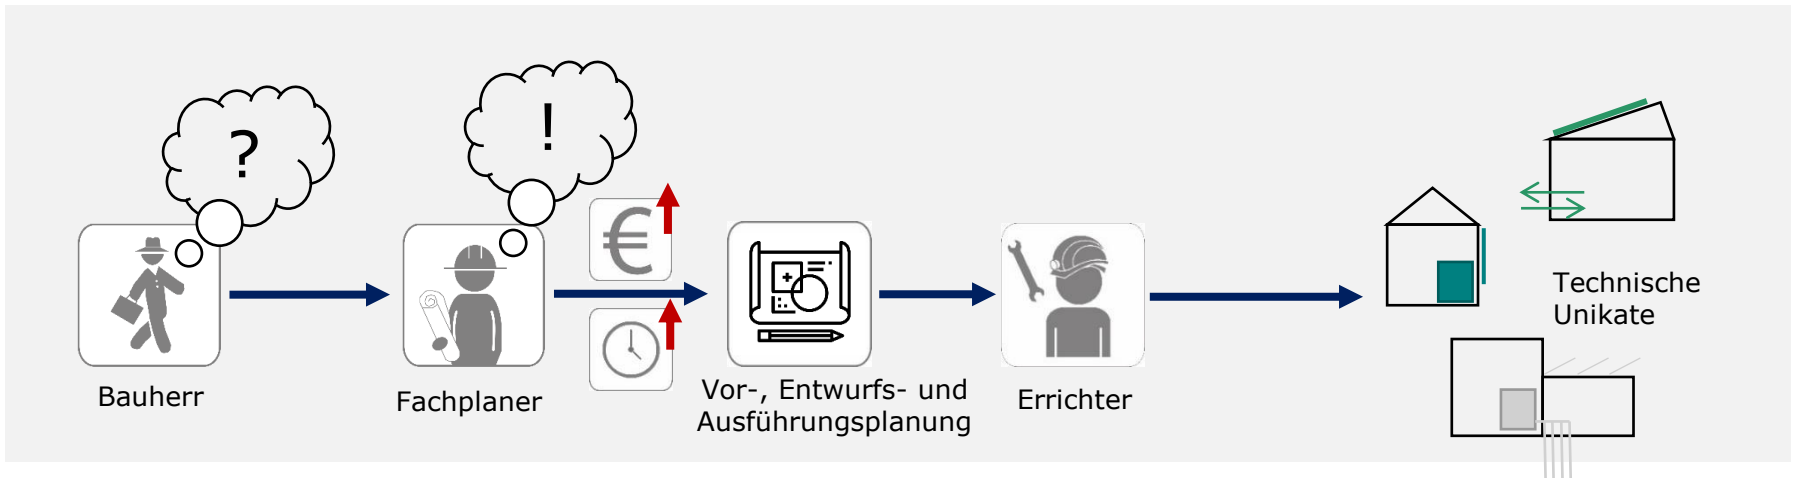 ?
!
€
Bauherr
Fachplaner
Vor-, Entwurfs- und
Ausführungsplanung
Errichter
Technische
Unikate